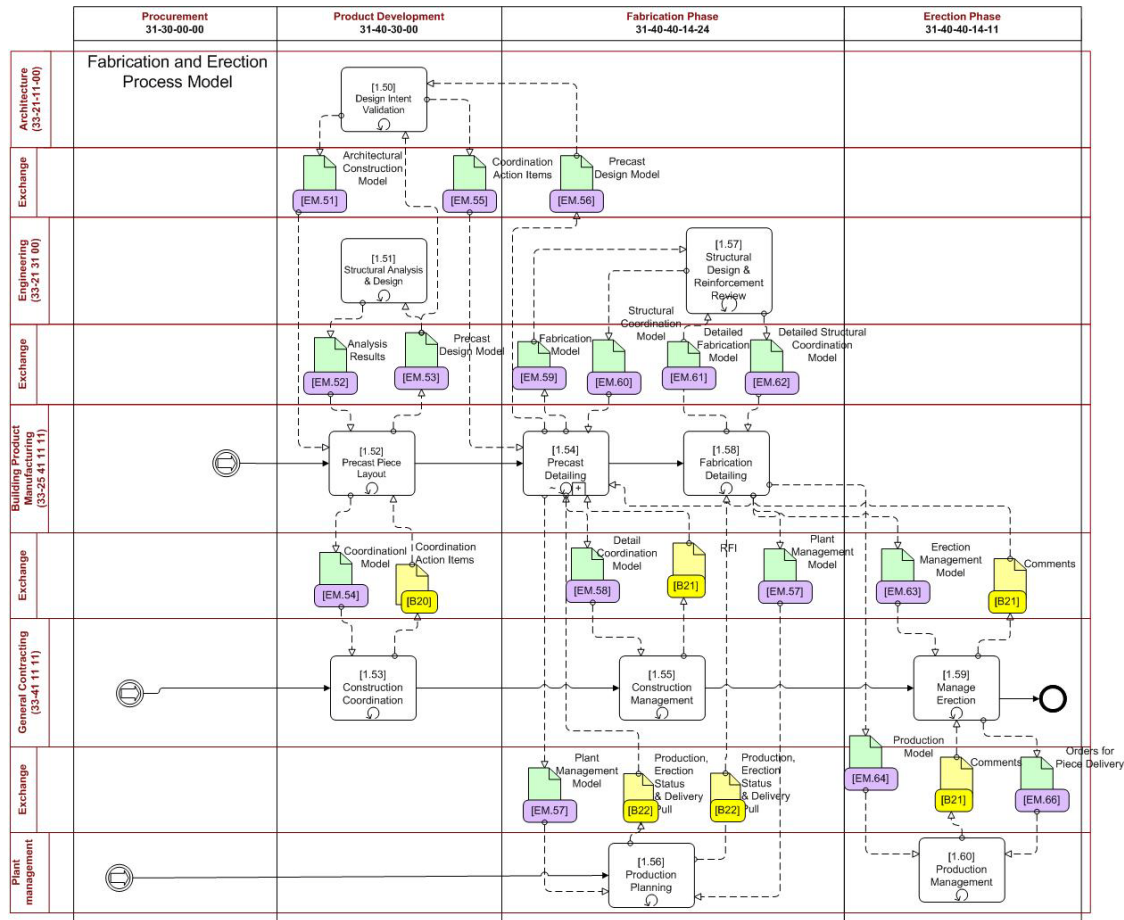 Procurement
31-30-00-00
Product Development
31-40-30-00
Fabrication Phase
31-40-40-14-24
Erection Phase
31-40-40-14-11
Fabrication and Erection
Process Model
Architecture
(33-21-11-00)
[1.50]
Design Intent
Validation
Exchange
Architectural
Construction
Model
[EM.51]
Coordination
Action Items
[EM.55]
Precast
Design Model
[EM.56]
Engineering
(33-21 31 00)
[1.51]
Structural Analysis
& Design
[1.57]
Structural
Design &
Reinforcement
Review
Exchange
Analysis
Results
[EM.52]
Precast
Design Model
[EM.53]
Fabrication
Model
[EM.59]
Structural
Coordination
Model
[EM.60]
Detailed
Fabrication
Model
[EM.61]
Detailed Structural
Coordination
Model
[EM.62]
Building Product
Manufacturing
(33-25 41 11 11)
[1.52]
Precast Piece
Layout
[1.54]
Precast
Detailing
~
+
[1.58]
Fabrication
Detailing
Exchange
Coordinationl
Model
[EM.54]
Coordination
Action Items
[B20]
Detail
Coordination
Model
[EM.58]
RFI
[B21]
Plant
Management
Model
[EM.57]
Erection
Management
Model
[EM.63]
Comments
[B21]
General Contracting
(33-41 11 11)
[1.53]
Construction
Coordination
[1.55]
Construction
Management
[1.59]
Manage
Erection
Exchange
Plant
Management
Model
[EM.57]
Production,
Erection
Status
& Delivery
Pull
[B22]
Production,
Erection
Status
& Delivery
Pull
[B22]
Production
Model
[EM.64]
Comments
[B21]
Orders for
Piece Delivery
[EM.66]
Plant
management
[1.56]
Production
Planning
[1.60]
Production
Management